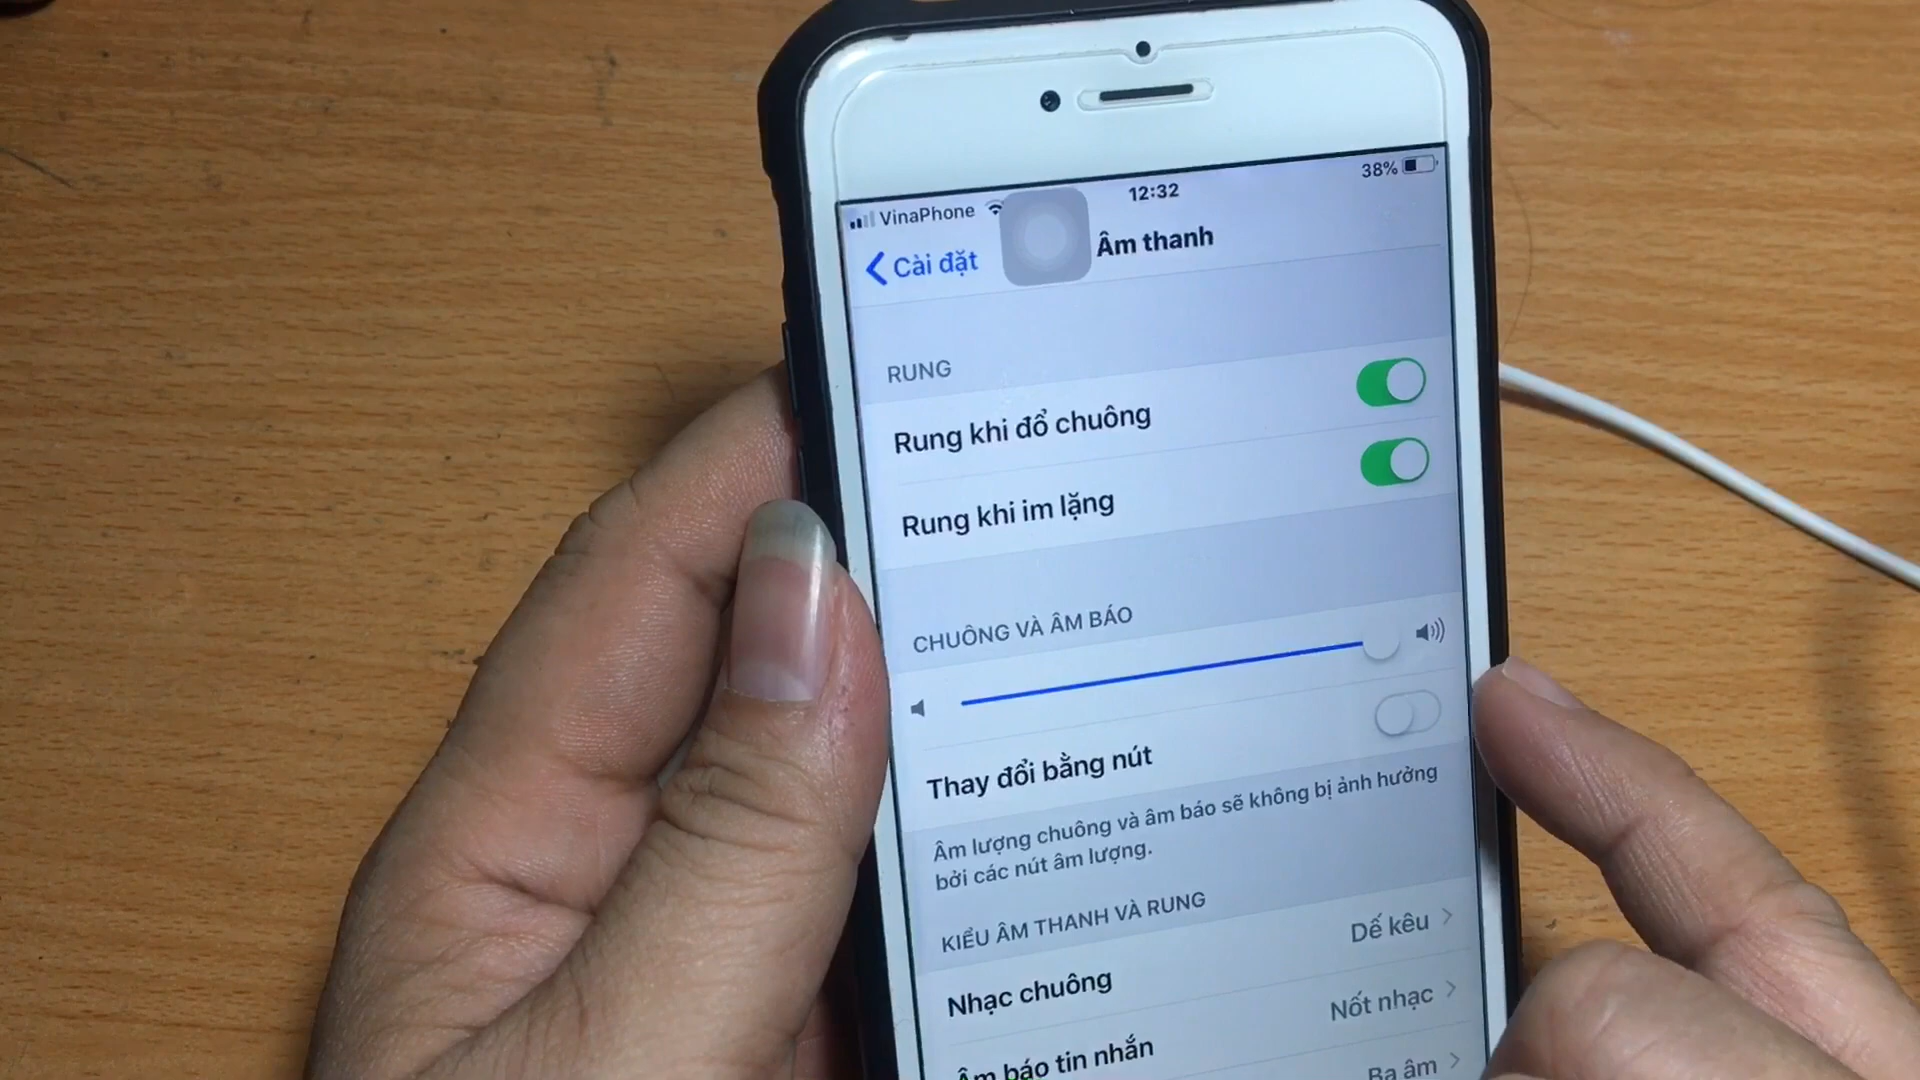 VinaPhone 12:32 38%
Cài đặt Âm thanh
RUNG
Rung khi đổ chuông
Rung khi im lặng
CHUÔNG VÀ ÂM BÁO
Thay đổi bằng nút
Âm lượng chuông và âm báo sẽ không bị ảnh hưởng
bởi các nút âm lượng.
KIỂU ÂM THANH VÀ RUNG
Nhạc chuông Dế kêu
Âm báo tin nhắn Nốt nhạc
Ba âm